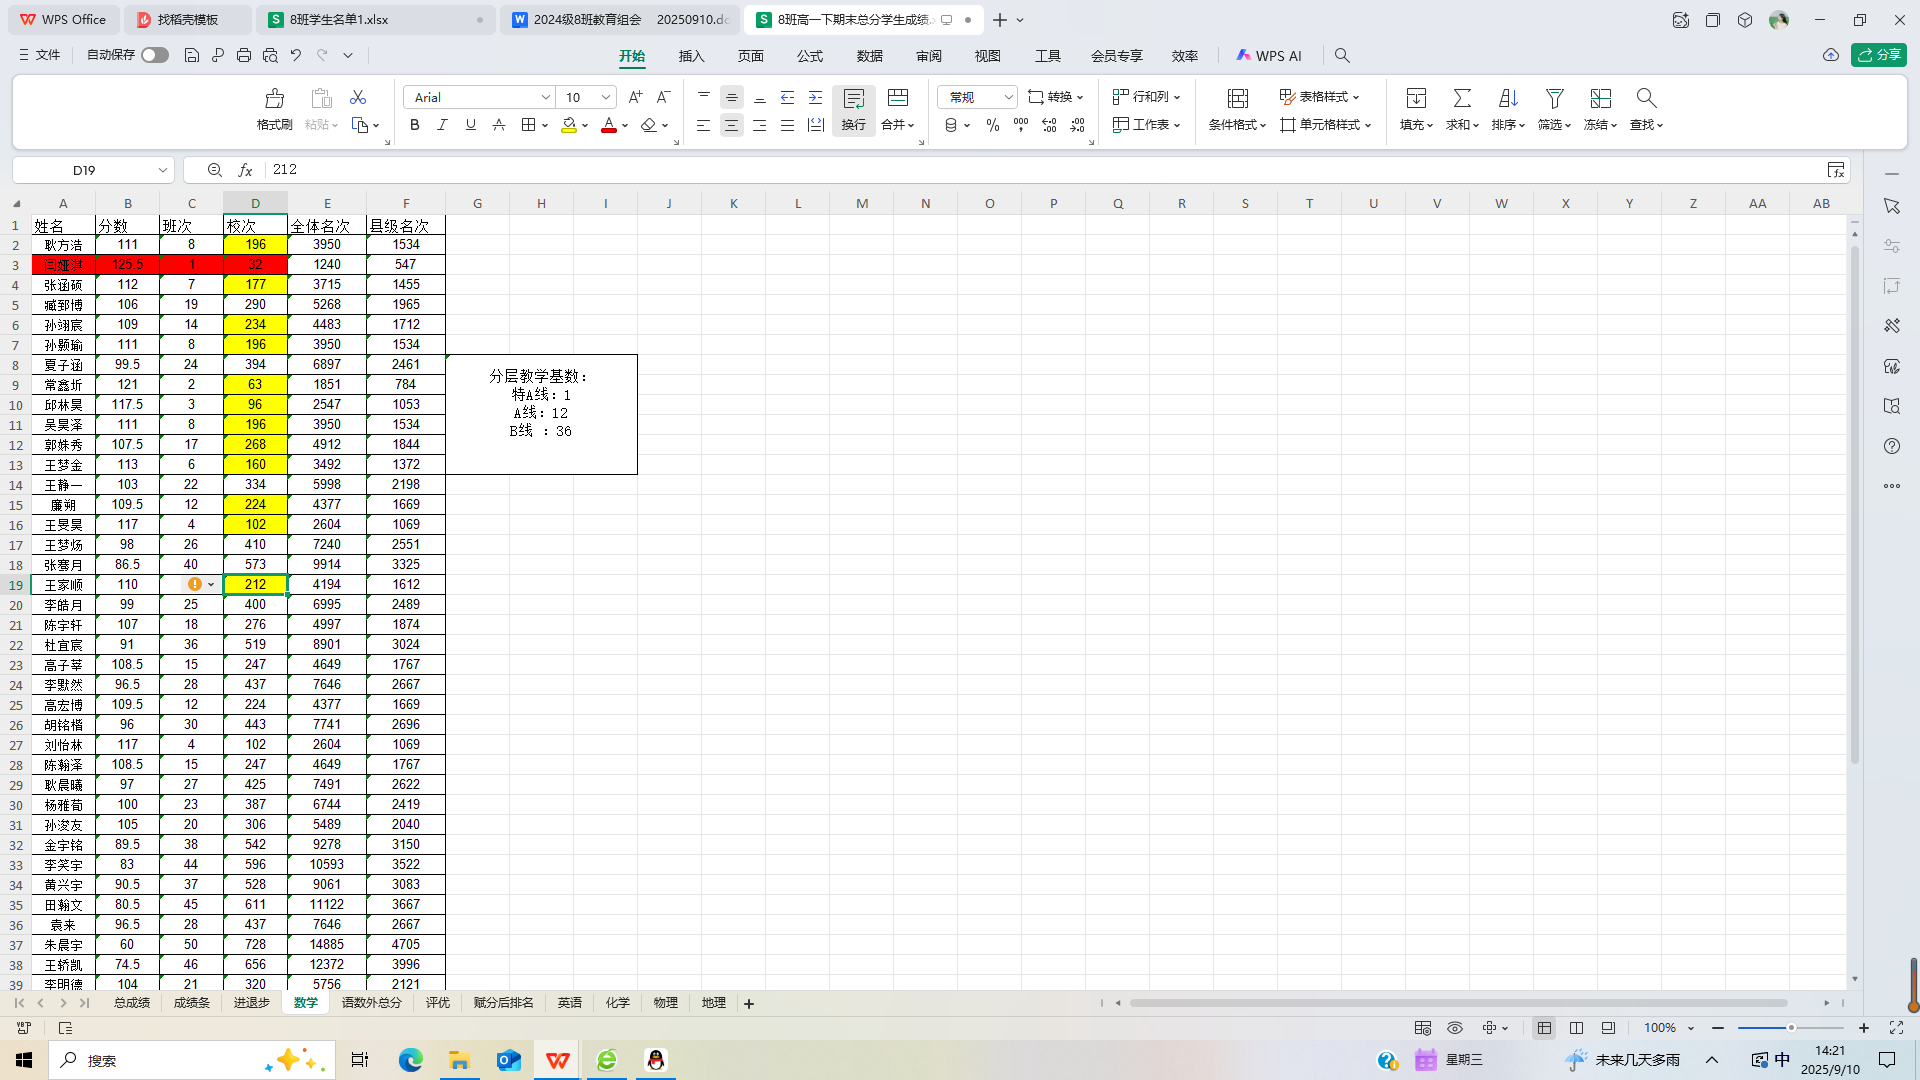 WPS Office
找稻壳模板
8班学生名单1.xlsx
2024级8班教育组会 20250910.dc
8班高一下期末总分学生成绩.
文件
自动保存
开始
插入
页面
公式
数据
审阅
视图
工具
会员专享
效率
WPS AI
分享
格式刷
粘贴
Arial
10
换行
合并
常规
转换
行和列
工作表
条件格式
表格样式
单元格样式
填充
求和
排序
筛选
冻结
查找
D19
fx 212
A B C D E F G H I J K L M N O P Q R S T U V W X Y Z AA AB
1 姓名 分数 班次 校次 全体名次 县级名次
2 耿方浩 111 8 196 3950 1534
3 闫娅淇 125.5 1 32 1240 547
4 张涵硕 112 7 177 3715 1455
5 臧郅博 106 19 290 5268 1965
6 孙翊宸 109 14 234 4483 1712
7 孙颢瑜 111 8 196 3950 1534
8 夏子涵 99.5 24 394 6897 2461
9 常鑫圻 121 2 63 1851 784
10 邱林昊 117.5 3 96 2547 1053
11 吴昊泽 111 8 196 3950 1534
12 郭姝秀 107.5 17 268 4912 1844
13 王梦金 113 6 160 3492 1372
14 王静一 103 22 334 5998 2198
15 廉朔 109.5 12 224 4377 1669
16 王旻昊 117 4 102 2604 1069
17 王梦炀 98 26 410 7240 2551
18 张骞月 86.5 40 573 9914 3325
19 王家顺 110 212 4194 1612
20 李皓月 99 25 400 6995 2489
21 陈宇轩 107 18 276 4997 1874
22 杜宜宸 91 36 519 8901 3024
23 高子莘 108.5 15 247 4649 1767
24 李默然 96.5 28 437 7646 2667
25 高宏博 109.5 12 224 4377 1669
26 胡铭楷 96 30 443 7741 2696
27 刘怡林 117 4 102 2604 1069
28 陈翰泽 108.5 15 247 4649 1767
29 耿晨曦 97 27 425 7491 2622
30 杨雅荀 100 23 387 6744 2419
31 孙浚友 105 20 306 5489 2040
32 金宇铭 89.5 38 542 9278 3150
33 李笑宇 83 44 596 10593 3522
34 黄兴宇 90.5 37 528 9061 3083
35 田瀚文 80.5 45 611 11122 3667
36 袁来 96.5 28 437 7646 2667
37 朱晨宇 60 50 728 14885 4705
38 王轿凯 74.5 46 656 12372 3996
39 李明德 104 21 320 5756 2121
分层教学基数：
特A线：1
A线：12
B线 ：36
总成绩
成绩条
进退步
数学
语数外总分
评优
赋分后排名
英语
化学
物理
地理
100%
搜索
星期三
未来几天多雨
中
14:21
2025/9/10